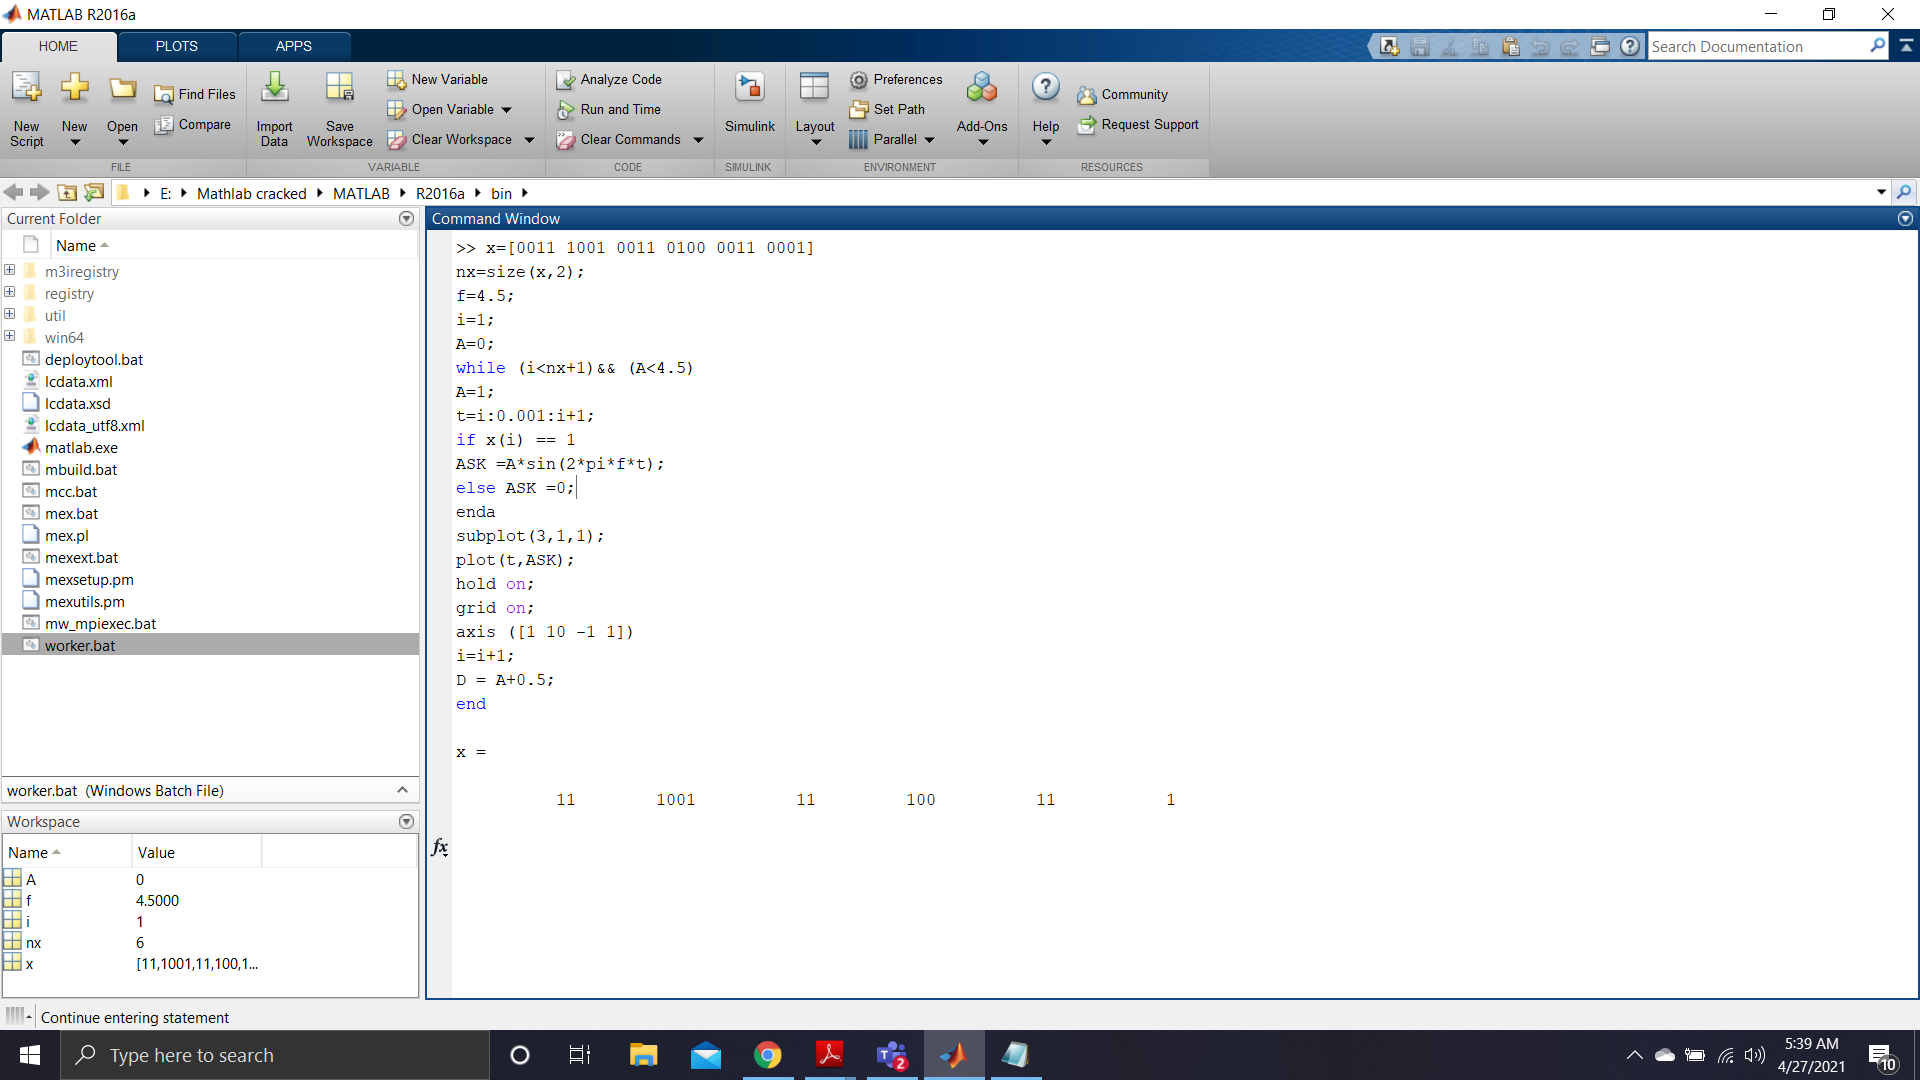 MATLAB R2016a
HOME PLOTS APPS
Search Documentation
New Script
New
Open
Find Files
Compare
Import Data
Save Workspace
New Variable
Open Variable
Clear Workspace
Analyze Code
Run and Time
Clear Commands
Simulink
Layout
Preferences
Set Path
Parallel
Add-Ons
Help
Community
Request Support
FILE VARIABLE CODE SIMULINK ENVIRONMENT RESOURCES
E: Mathlab cracked MATLAB R2016a bin
Current Folder
Name
m3iregistry
registry
util
win64
deploytool.bat
lcdata.xml
lcdata.xsd
lcdata_utf8.xml
matlab.exe
mbuild.bat
mcc.bat
mex.bat
mex.pl
mexext.bat
mexsetup.pm
mexutils.pm
mw_mpiexec.bat
worker.bat
worker.bat (Windows Batch File)
Workspace
Name Value
A 0
f 4.5000
i 1
nx 6
x [11,1001,11,100,1...
Command Window
>> x=[0011 1001 0011 0100 0011 0001]
nx=size(x,2);
f=4.5;
i=1;
A=0;
while (i<nx+1)&& (A<4.5)
A=1;
t=i:0.001:i+1;
if x(i) == 1
ASK =A*sin(2*pi*f*t);
else ASK =0;
enda
subplot(3,1,1);
plot(t,ASK);
hold on;
grid on;
axis ([1 10 -1 1])
i=i+1;
D = A+0.5;
end
x =
11 1001 11 100 11 1
fx
Continue entering statement
Type here to search
2
5:39 AM
4/27/2021
10